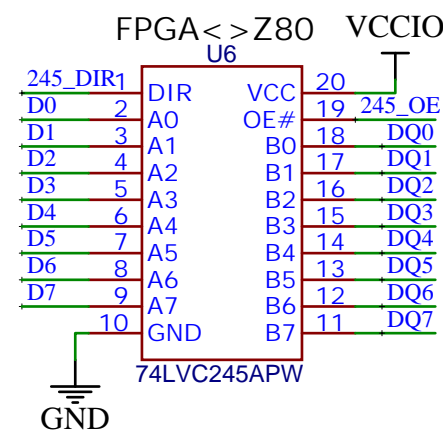 FPGA<>Z80 VCCIO
U6
245_DIR 1 DIR VCC 20
D0 2 A0 OE# 19 245_OE
D1 3 A1 B0 18 DQ0
D2 4 A2 B1 17 DQ1
D3 5 A3 B2 16 DQ2
D4 6 A4 B3 15 DQ3
D5 7 A5 B4 14 DQ4
D6 8 A6 B5 13 DQ5
D7 9 A7 B6 12 DQ6
10 GND B7 11 DQ7
74LVC245APW
GND